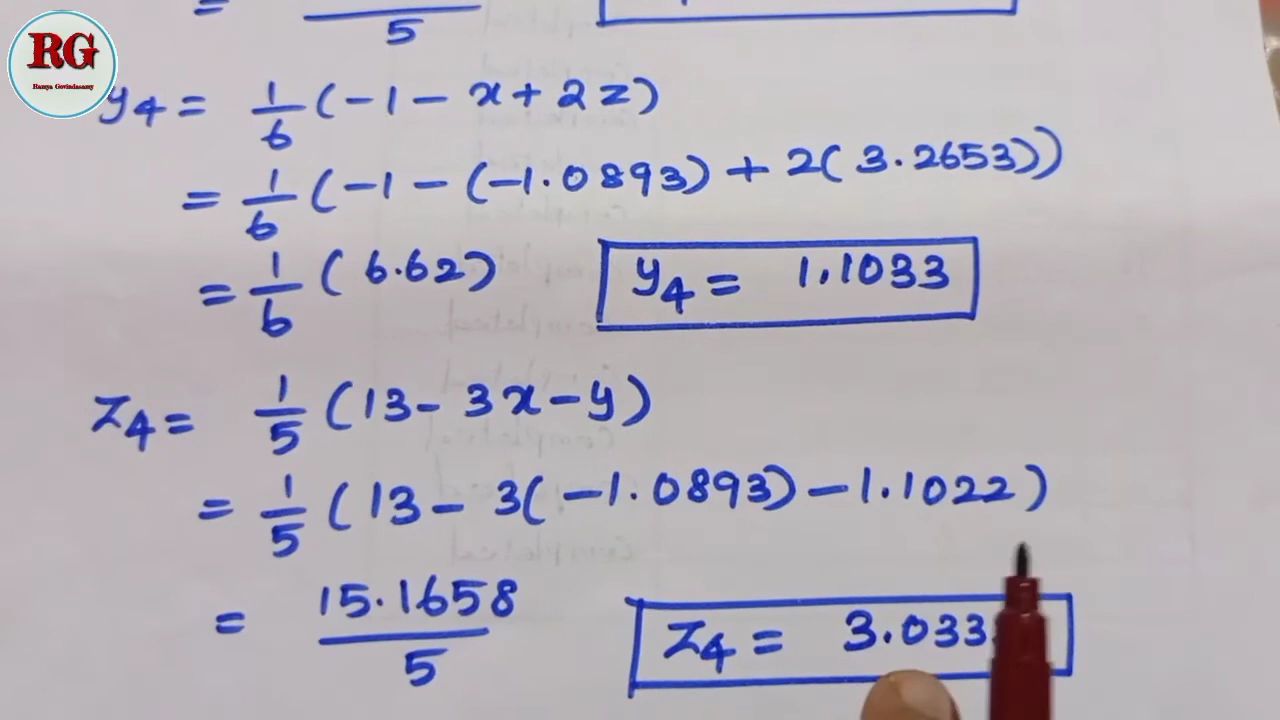 = ─── / 5
RG
Ramya Govindasamy
y₄ = 1/6 (-1 - x + 2z)
= 1/6 (-1 - (-1.0893) + 2(3.2653))
= 1/6 (6.62) y₄ = 1.1033
z₄ = 1/5 (13 - 3x - y)
= 1/5 (13 - 3(-1.0893) - 1.1022)
= 15.1658/5 z₄ = 3.033